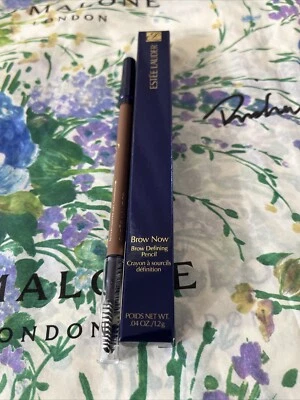 MALONE
LONDON
ESTĒE LAUDER
Brow Now
Brow Defining
Pencil
Crayon à sourcils
définition
POIDS NET WT.
.04 OZ./1.2g
MALONE
LONDON